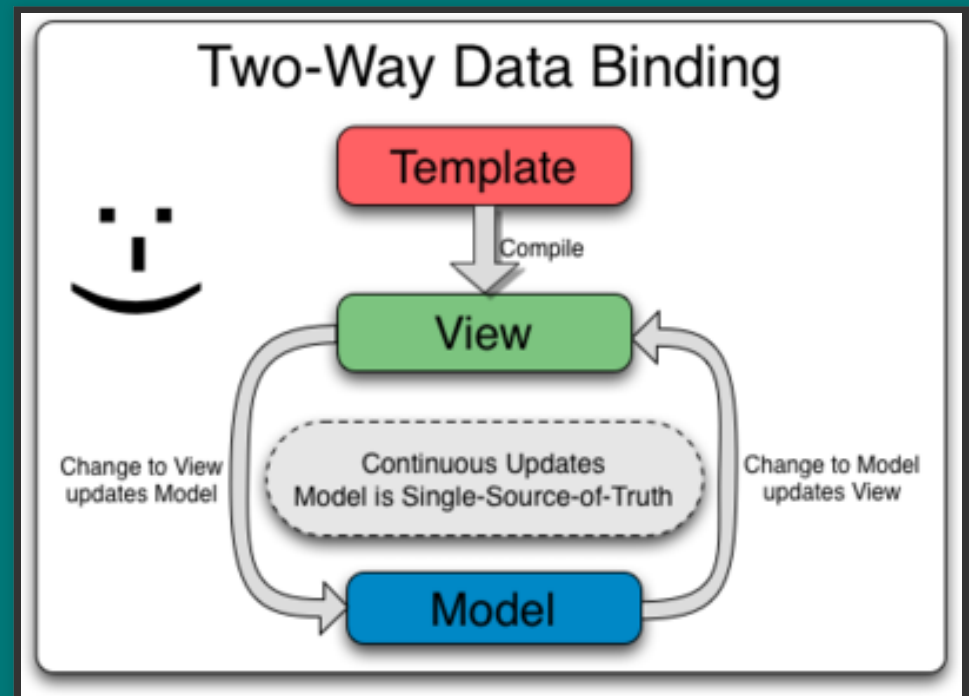 Two-Way Data Binding
Template
Compile
View
Change to View
updates Model
Continuous Updates
Model is Single-Source-of-Truth
Change to Model
updates View
Model